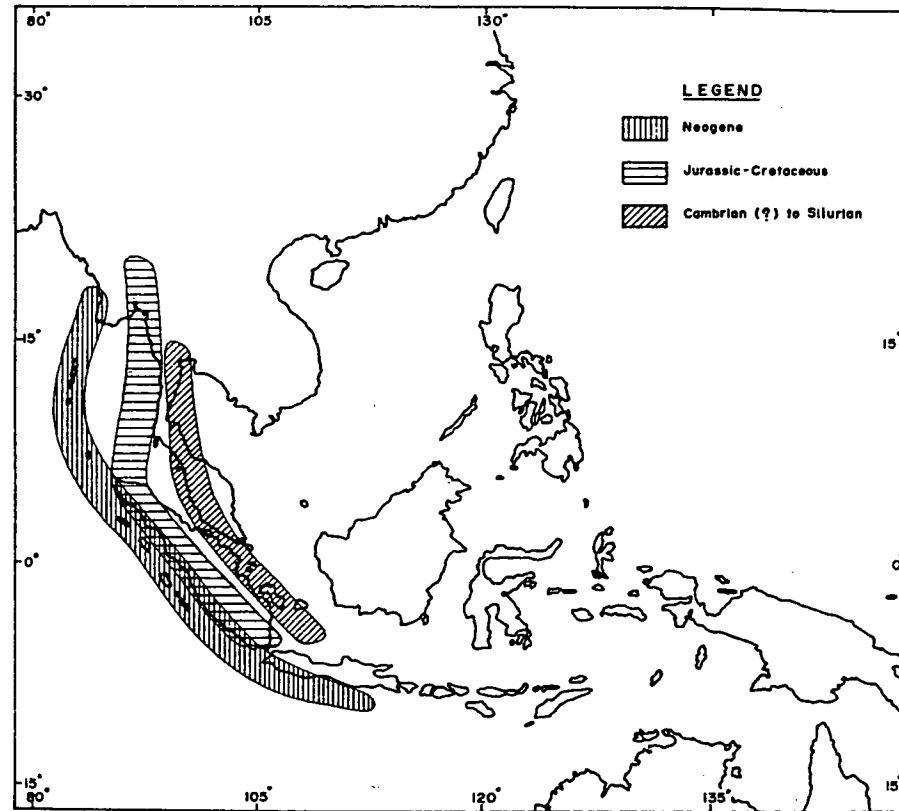 80° 105 130°
30°
LEGEND
Neogene
Jurassic-Cretaceous
Cambrian (?) to Silurian
15° 15°
0° 0
15° 15
80° 105° 120° 135°